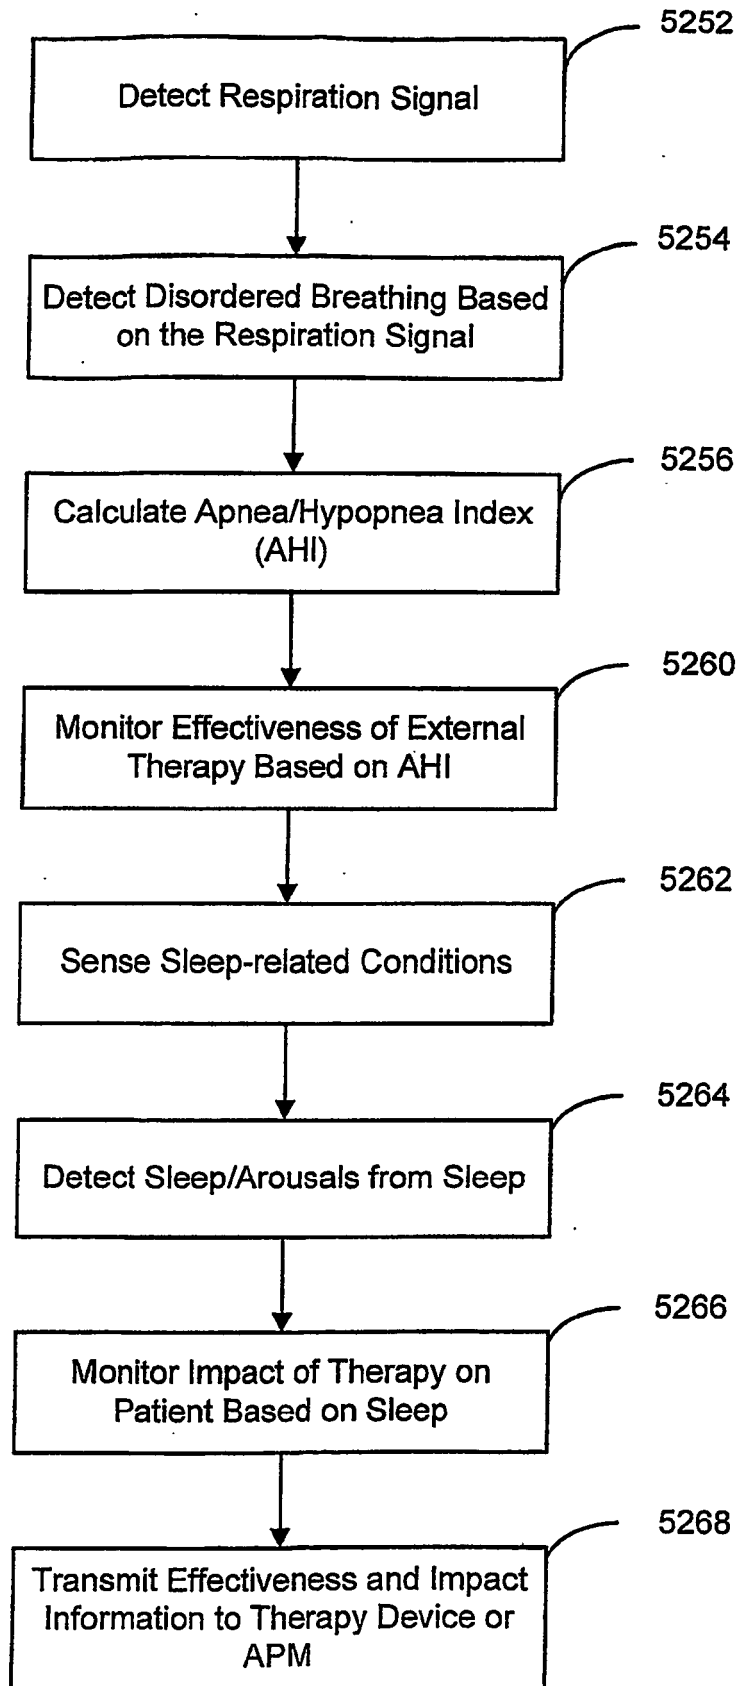 5252
Detect Respiration Signal
5254
Detect Disordered Breathing Based
on the Respiration Signal
5256
Calculate Apnea/Hypopnea Index
(AHI)
5260
Monitor Effectiveness of External
Therapy Based on AHI
5262
Sense Sleep-related Conditions
5264
Detect Sleep/Arousals from Sleep
5266
Monitor Impact of Therapy on
Patient Based on Sleep
5268
Transmit Effectiveness and Impact
Information to Therapy Device or
APM